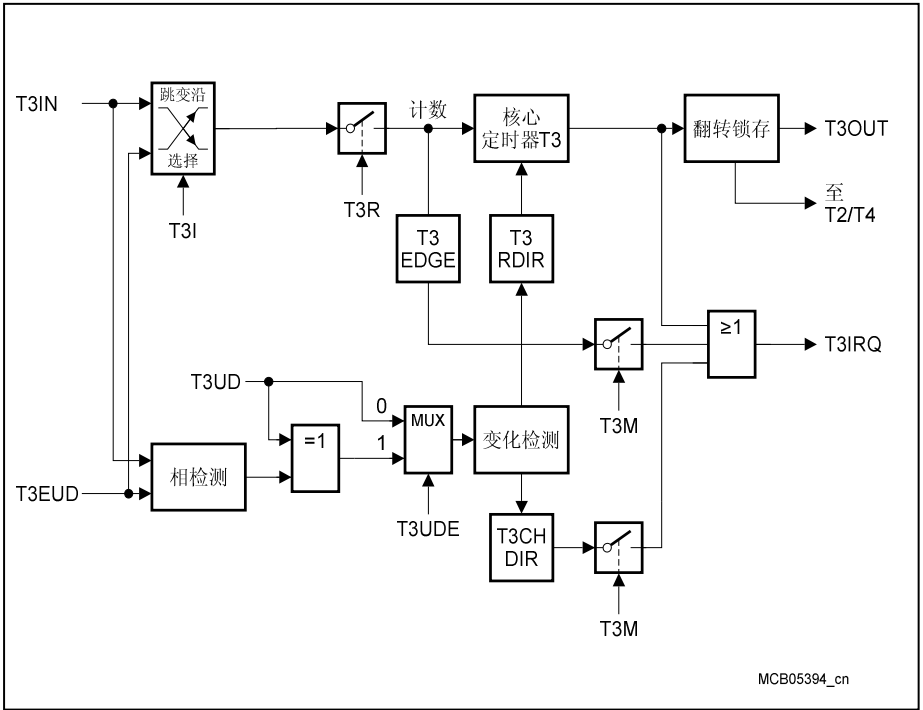 T3IN
跳变沿
选择
T3I
T3R
计数
核心
定时器T3
翻转锁存
T3OUT
至
T2/T4
T3
EDGE
T3
RDIR
≥1
T3IRQ
T3M
T3UD
0
1
MUX
=1
变化检测
相检测
T3EUD
T3UDE
T3CH
DIR
T3M
MCB05394_cn